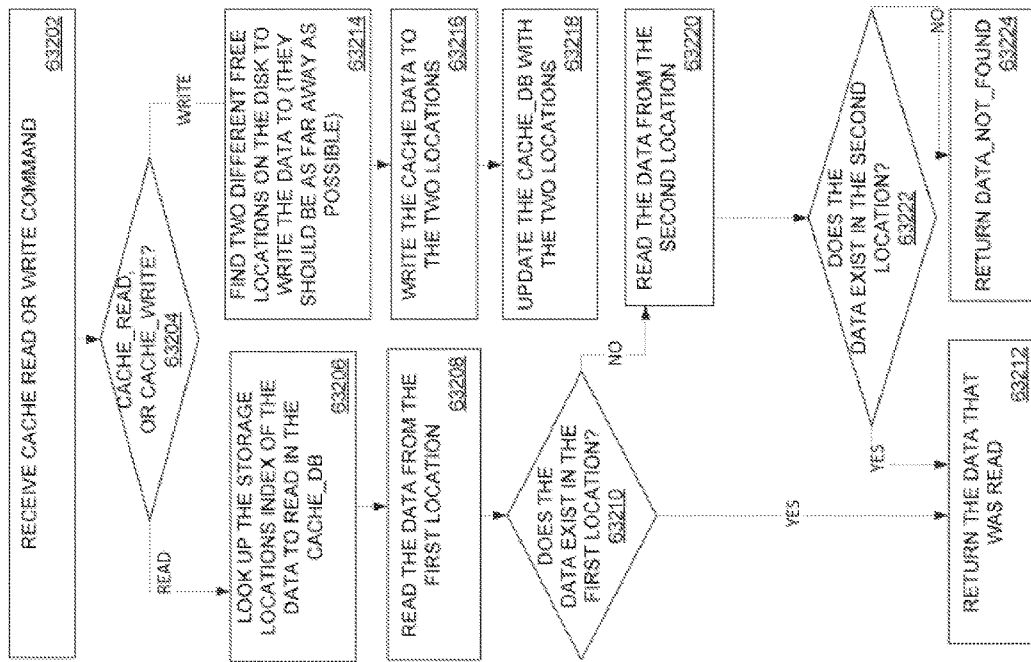 RECEIVE CACHE READ OR WRITE COMMAND
63202
CACHE_READ,
OR CACHE_WRITE?
63204
READ
WRITE
LOOK UP THE STORAGE
LOCATIONS INDEX OF THE
DATA TO READ IN THE
CACHE_DB
63206
READ THE DATA FROM THE
FIRST LOCATION
63208
DOES THE
DATA EXIST IN THE
FIRST LOCATION?
63210
NO
YES
RETURN THE DATA THAT
WAS READ
63212
FIND TWO DIFFERENT FREE
LOCATIONS ON THE DISK TO
WRITE THE DATA TO (THEY
SHOULD BE AS FAR AWAY AS
POSSIBLE)
63214
WRITE THE CACHE DATA TO
THE TWO LOCATIONS
63216
UPDATE THE CACHE_DB WITH
THE TWO LOCATIONS
63218
READ THE DATA FROM THE
SECOND LOCATION
63220
DOES THE
DATA EXIST IN THE SECOND
LOCATION?
63222
YES
NO
RETURN DATA_NOT_FOUND
63224